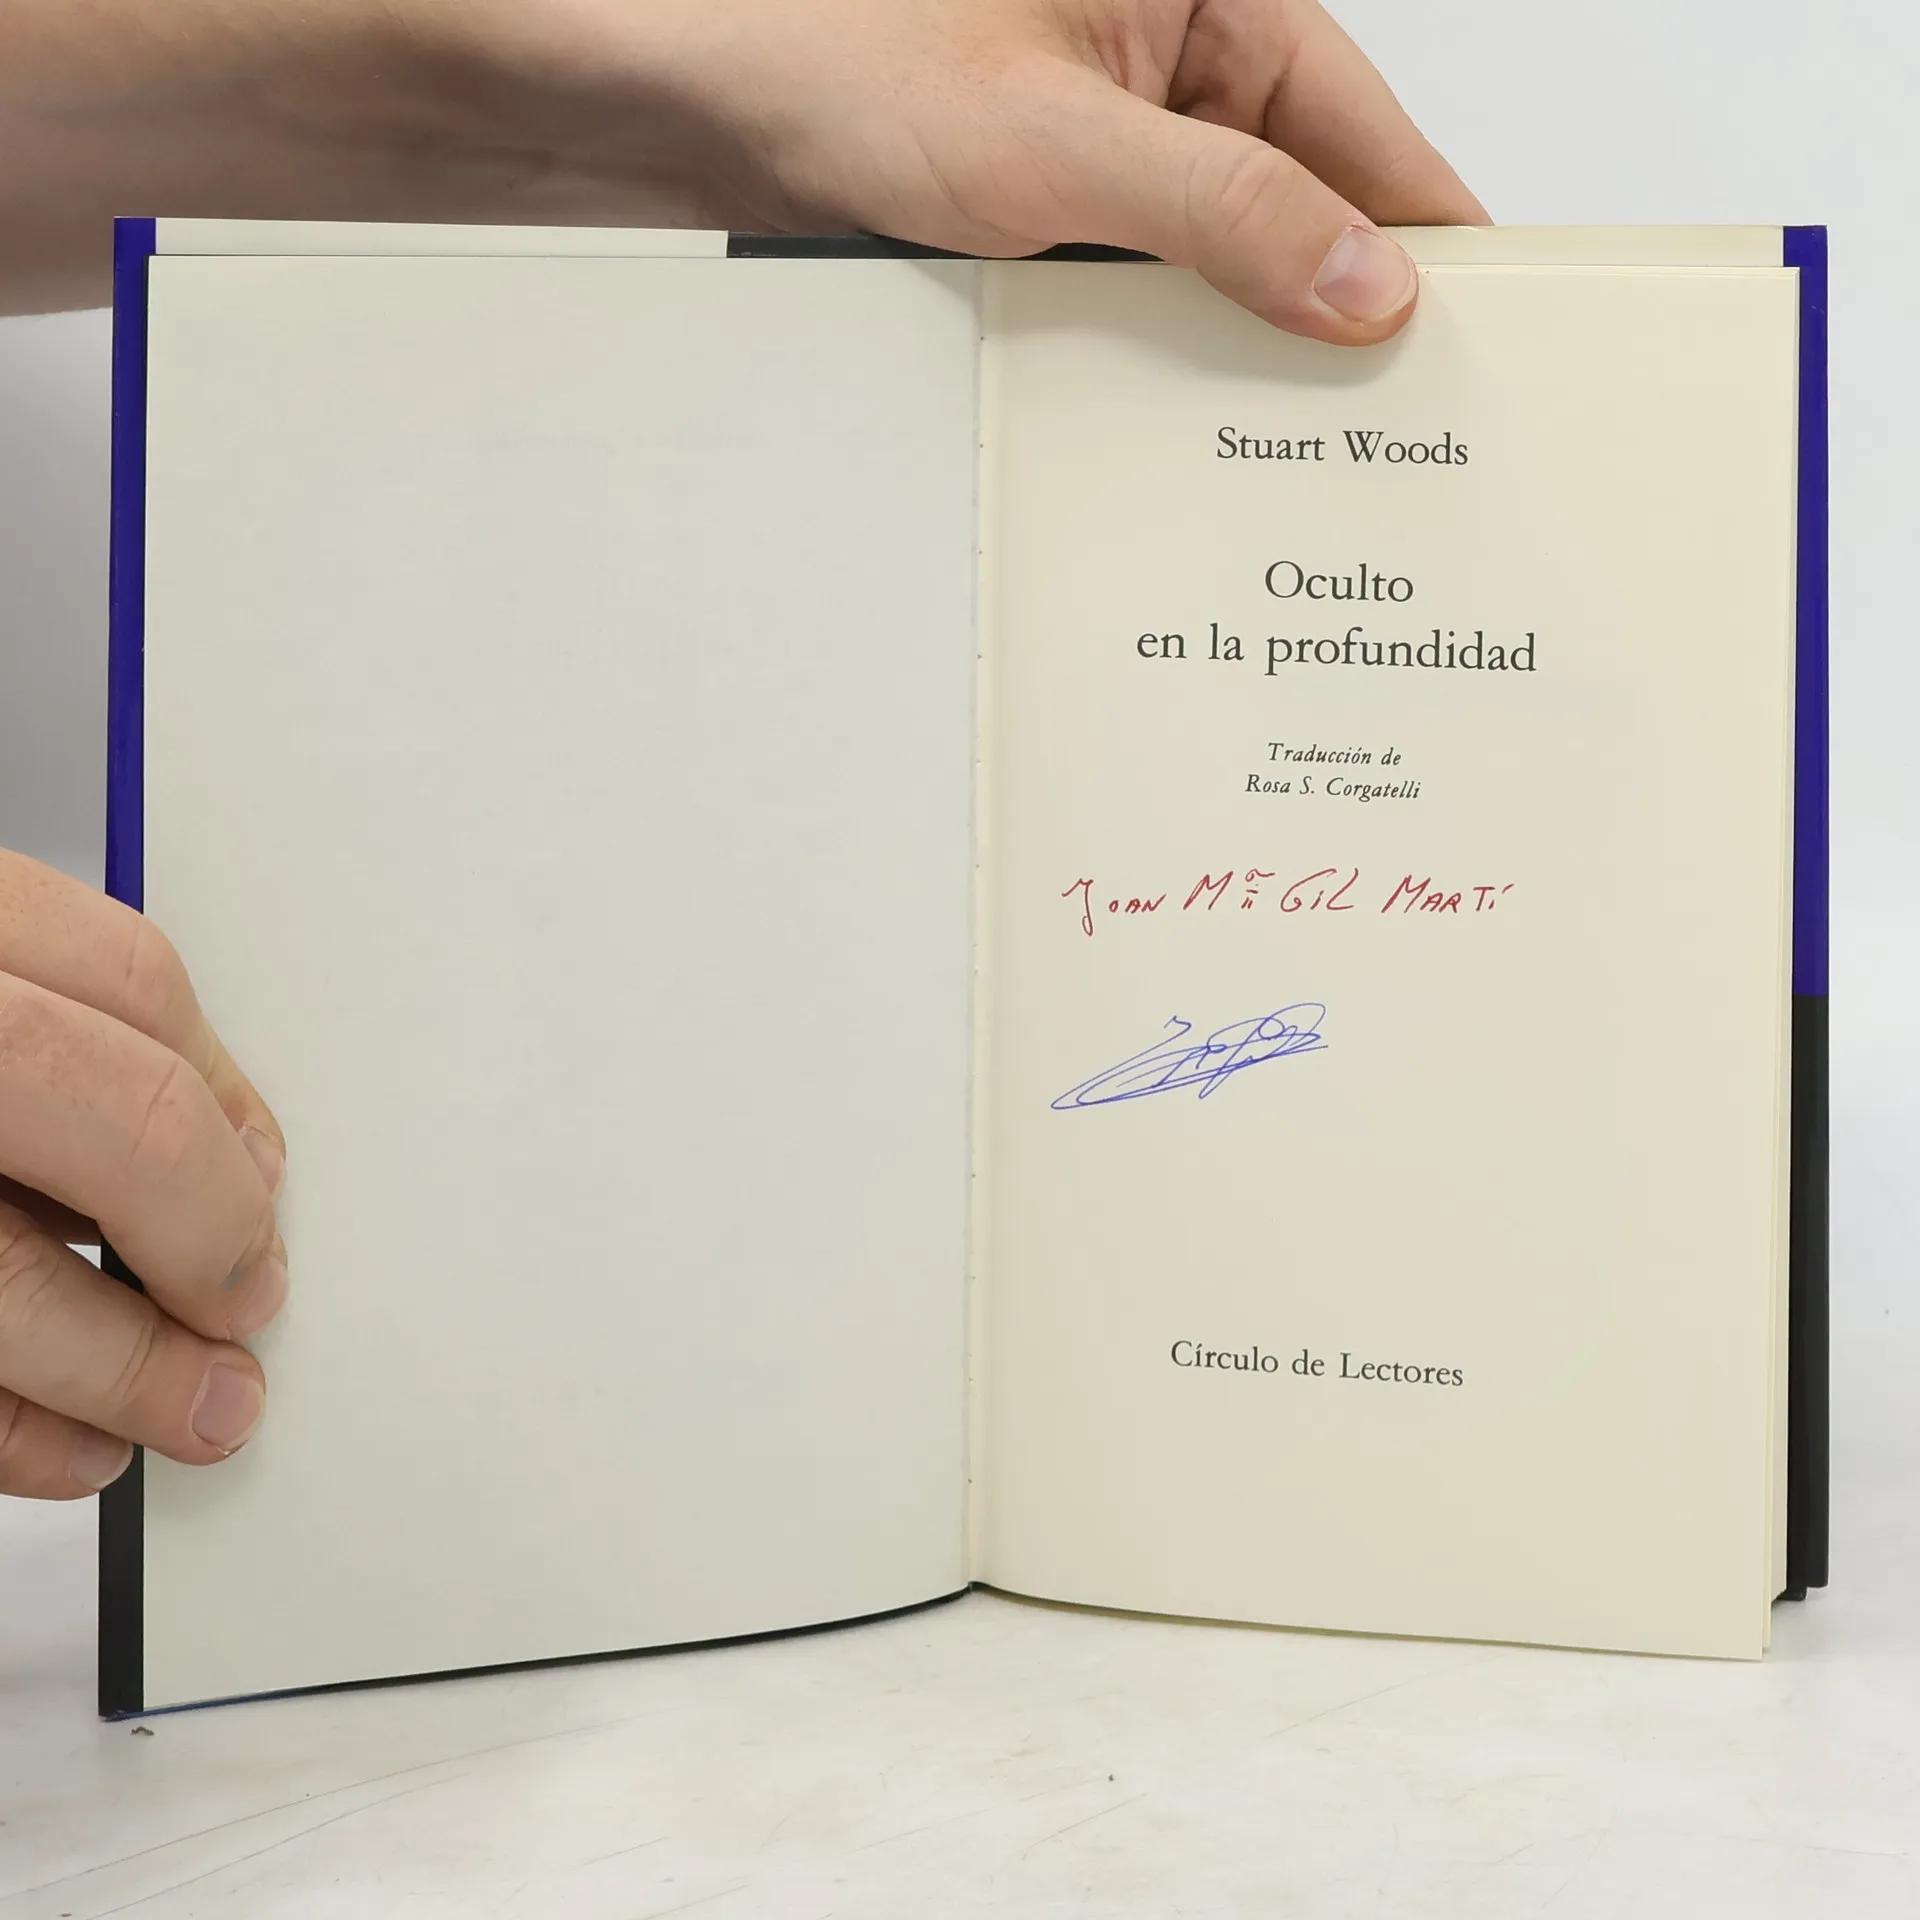 Stuart Woods
Oculto
en la profundidad
Traducción de
Rosa S. Corgatelli
Joan Mª Gil Martí
Círculo de Lectores